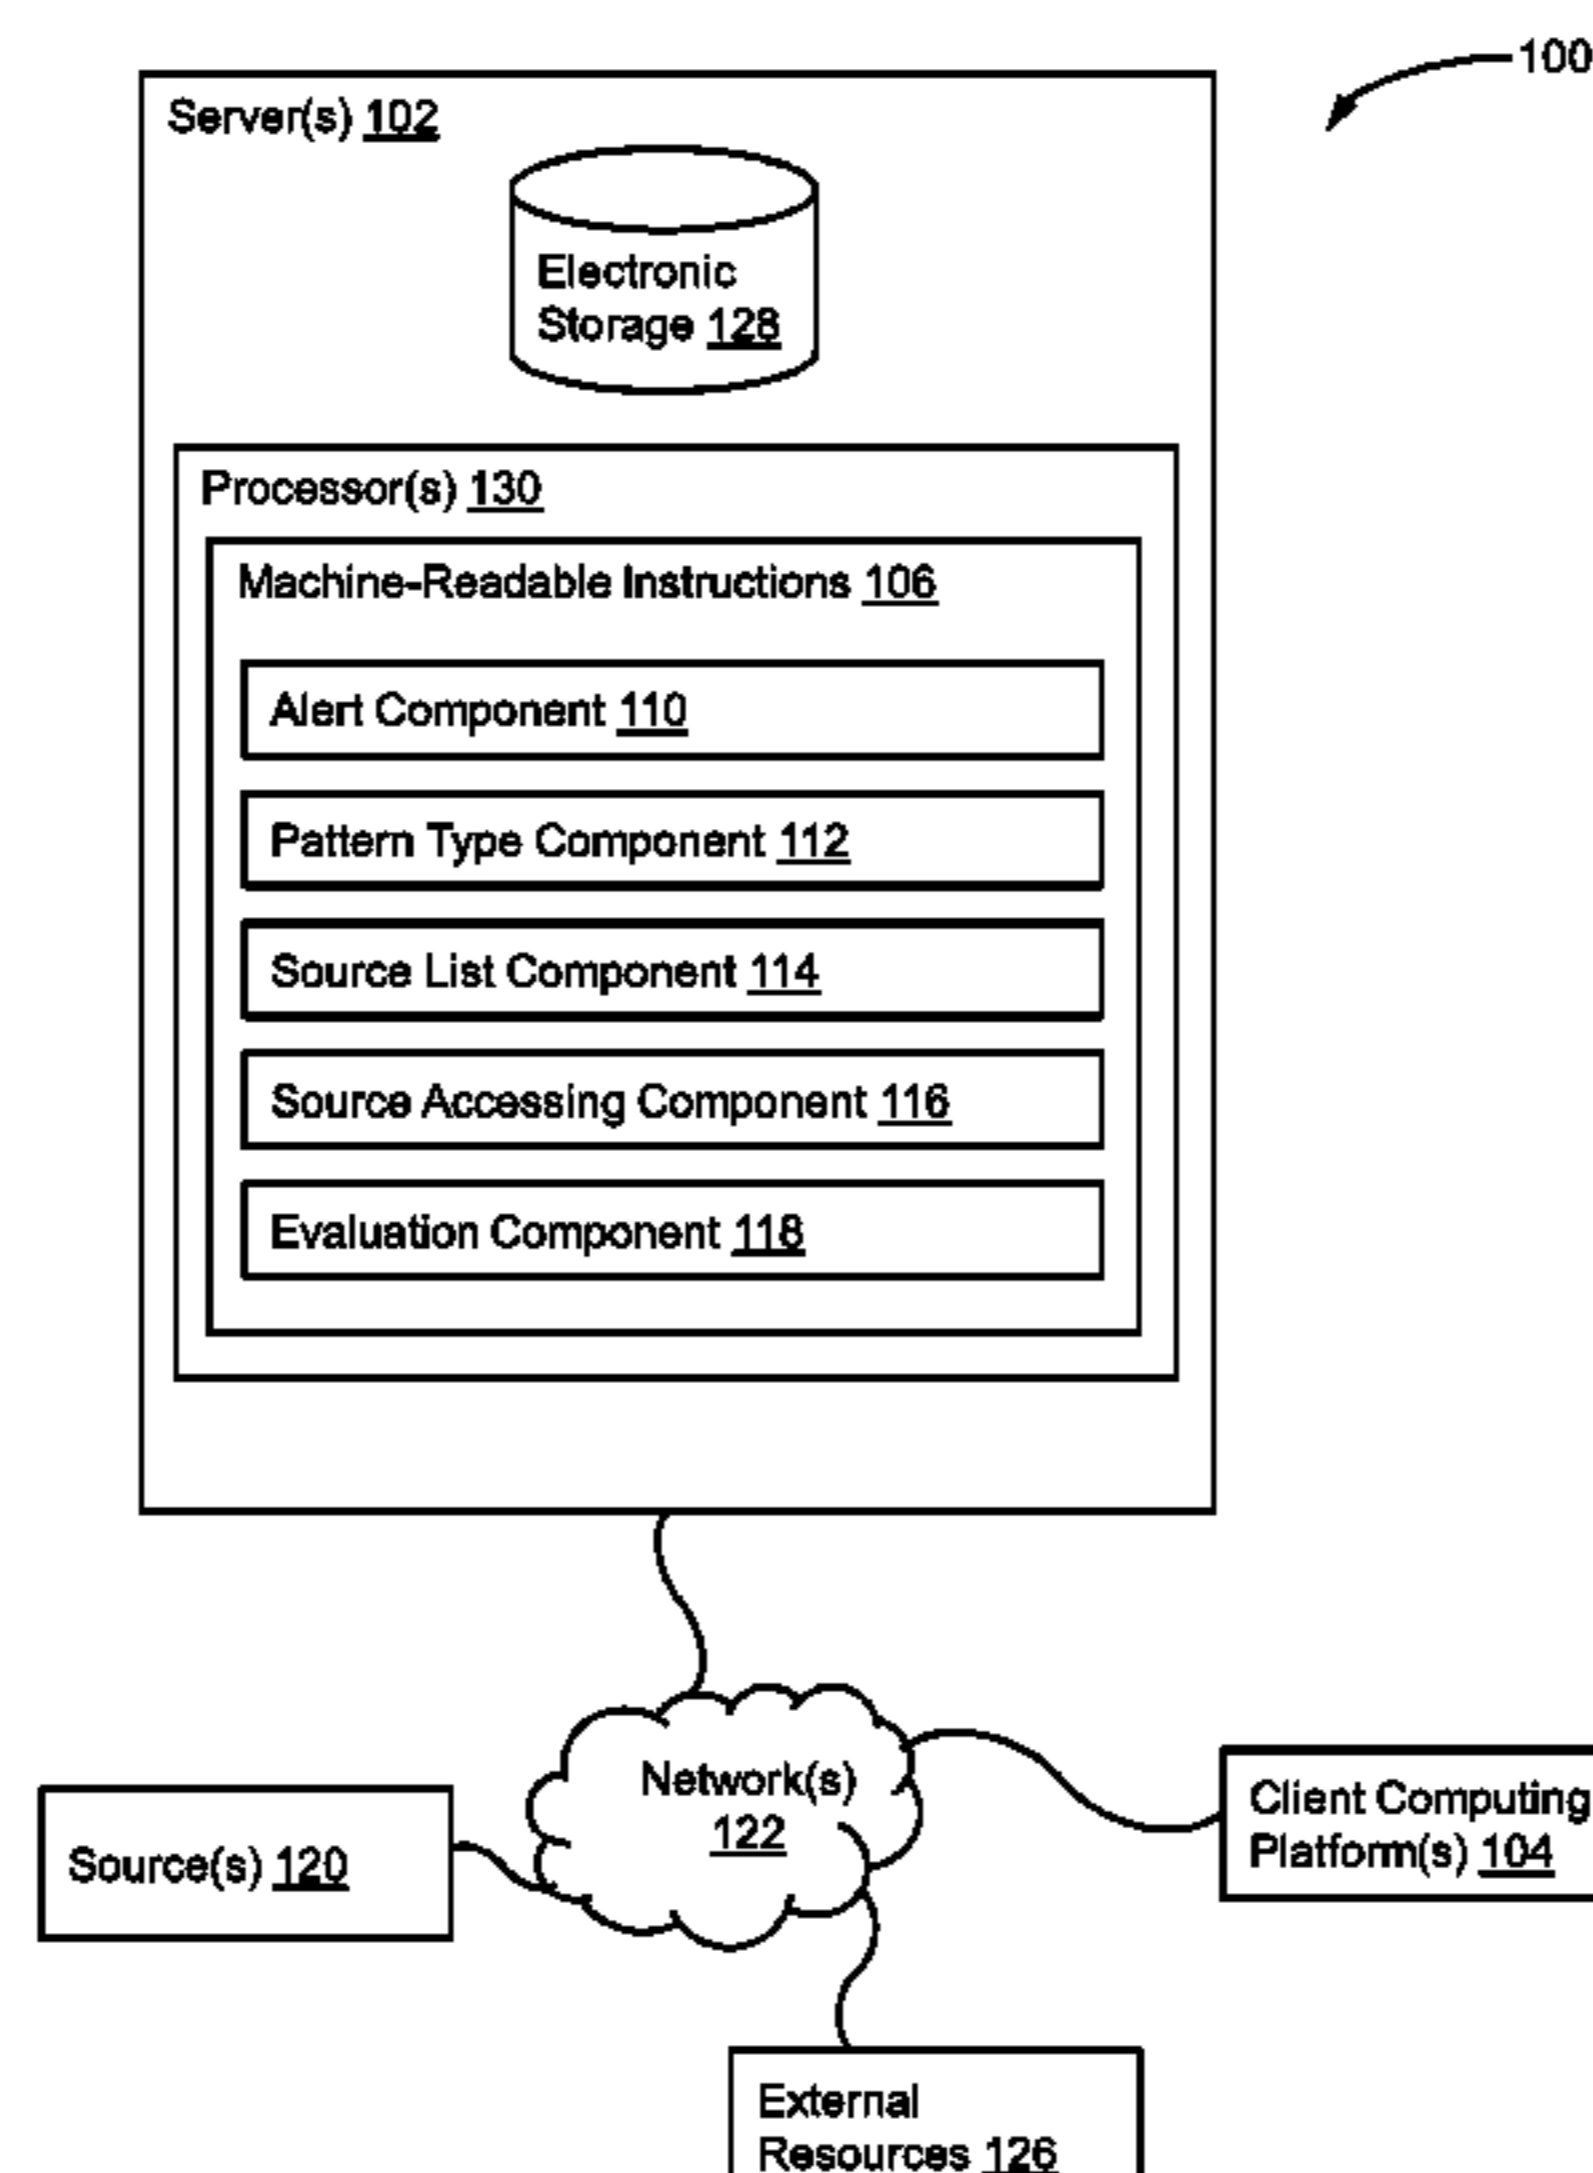 100
Server(s) 102
Electronic
Storage 128
Processor(s) 130
Machine-Readable Instructions 106
Alert Component 110
Pattern Type Component 112
Source List Component 114
Source Accessing Component 116
Evaluation Component 118
Network(s)
122
Client Computing
Platform(s) 104
Source(s) 120
External
Resources 126